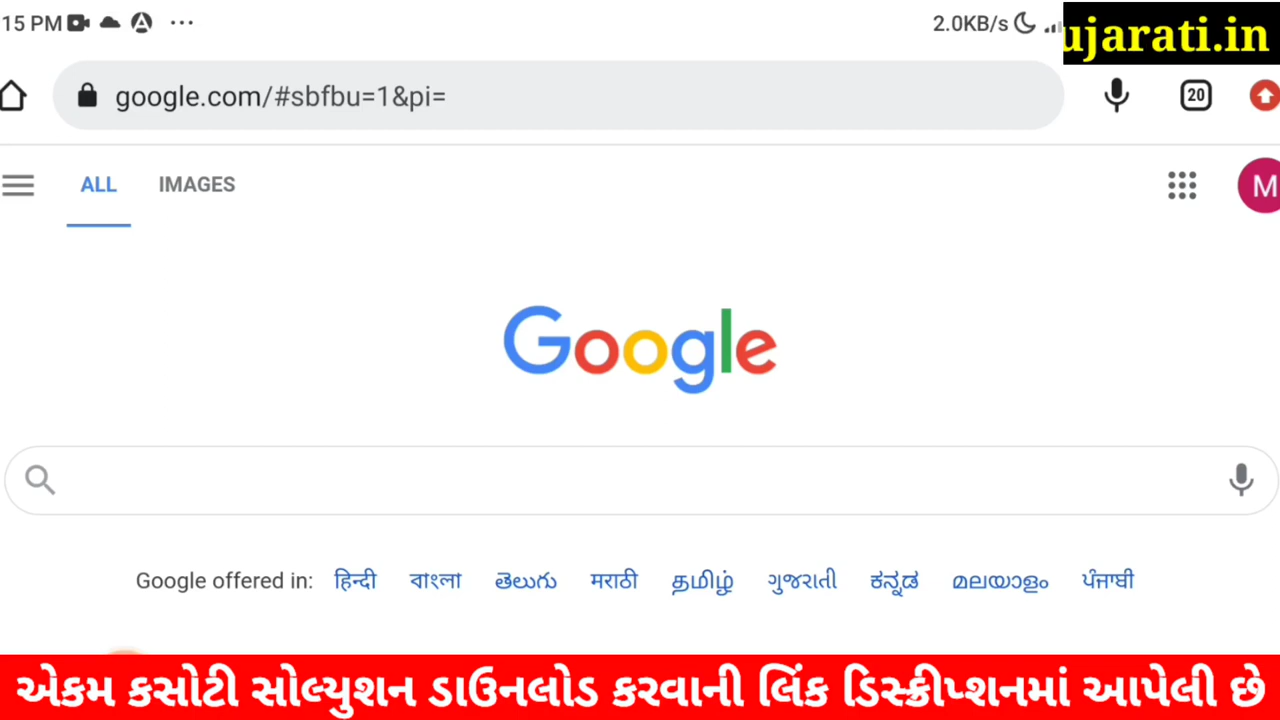 15 PM ... 2.0KB/s
ujarati.in
google.com/#sbfbu=1&pi=
20
ALL IMAGES
M
Google
Google offered in: हिन्दी বাংলা తెలుగు मराठी தமிழ் ગુજરાતી ಕನ್ನಡ മലയാളം ਪੰਜਾਬੀ
એકમ કસોટી સોલ્યુશન ડાઉનલોડ કરવાની લિંક ડિસ્ક્રીપ્શનમાં આપેલી છે